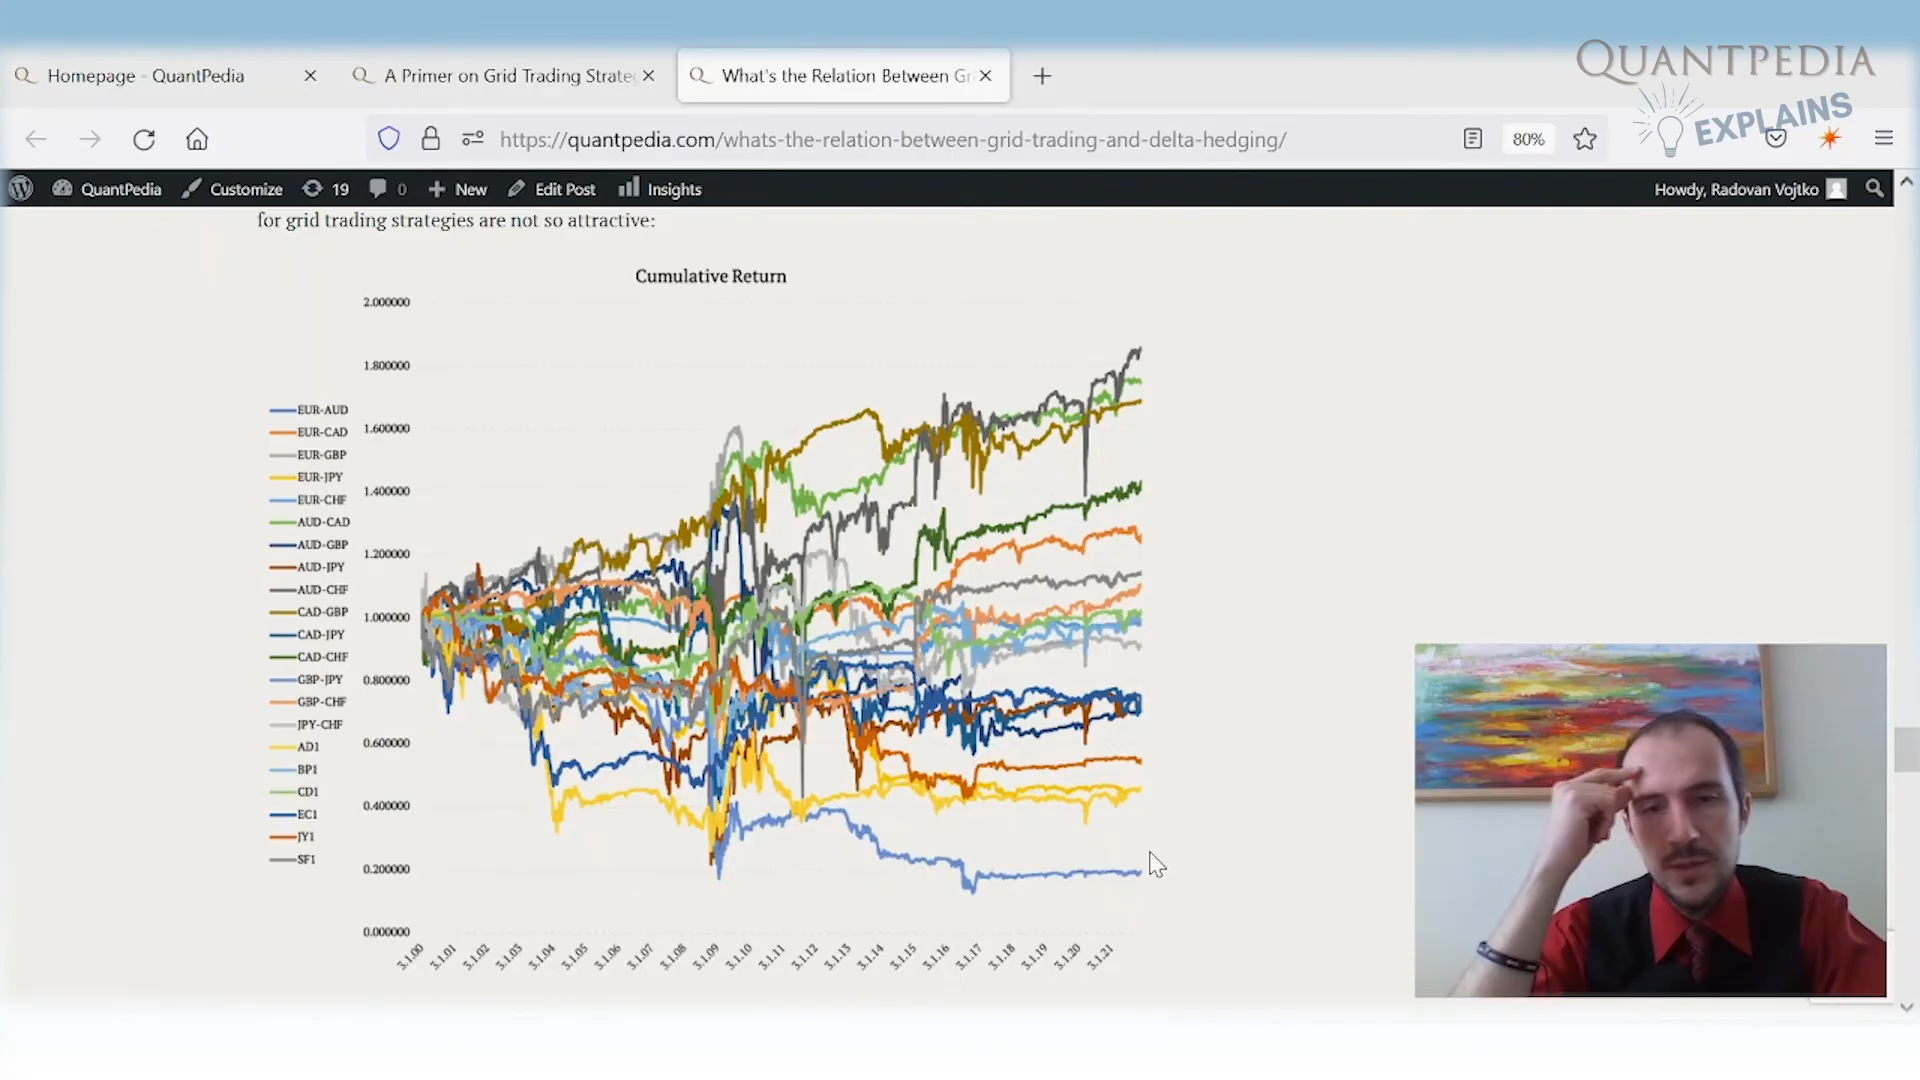 QUANTPEDIA
EXPLAINS
Homepage - QuantPedia
A Primer on Grid Trading Strate
What's the Relation Between Gr
https://quantpedia.com/whats-the-relation-between-grid-trading-and-delta-hedging/
80%
QuantPedia
Customize
19
0
New
Edit Post
Insights
Howdy, Radovan Vojtko
for grid trading strategies are not so attractive:
Cumulative Return
2.000000
1.800000
1.600000
1.400000
1.200000
1.000000
0.800000
0.600000
0.400000
0.200000
0.000000
EUR-AUD
EUR-CAD
EUR-GBP
EUR-JPY
EUR-CHF
AUD-CAD
AUD-GBP
AUD-JPY
AUD-CHF
CAD-GBP
CAD-JPY
CAD-CHF
GBP-JPY
GBP-CHF
JPY-CHF
AD1
BP1
CD1
EC1
JY1
SF1
3.1.00
3.1.01
3.1.02
3.1.03
3.1.04
3.1.05
3.1.06
3.1.07
3.1.08
3.1.09
3.1.10
3.1.11
3.1.12
3.1.13
3.1.14
3.1.15
3.1.16
3.1.17
3.1.18
3.1.19
3.1.20
3.1.21